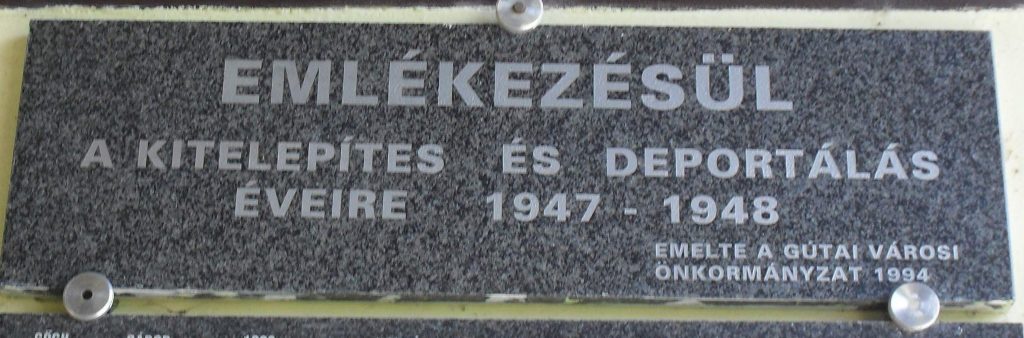 EMLÉKEZÉSÜL
A KITELEPÍTES ÉS DEPORTÁLÁS
ÉVEIRE 1947 - 1948
EMELTE A GÚTAI VÁROSI
ÖNKORMÁNYZAT 1994